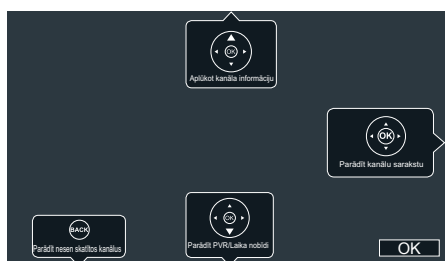 OK
Aplūkot kanāla informāciju
OK
Parādīt kanālu sarakstu
BACK
Parādīt nesen skatītos kanālus
OK
Parādīt PVR/Laika nobīdi
OK